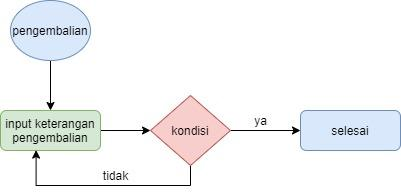 pengembalian
input keterangan
pengembalian
kondisi
ya
selesai
tidak